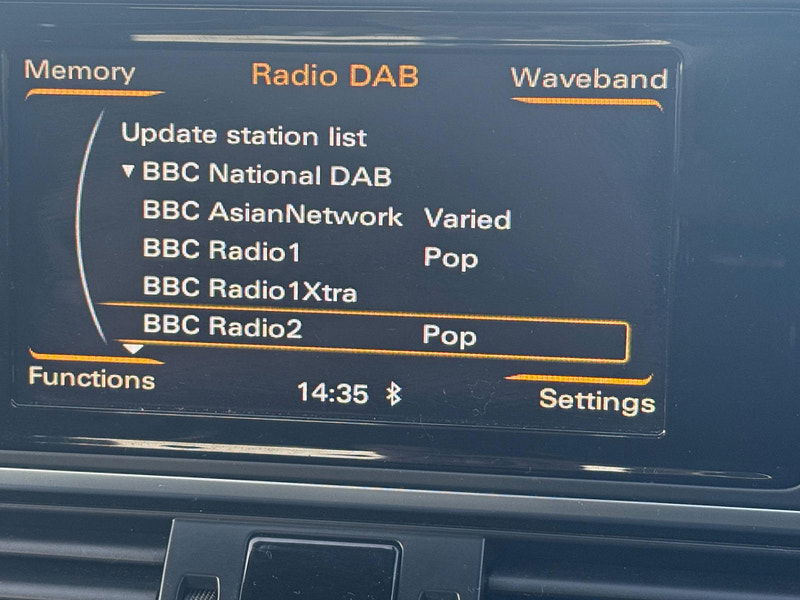 Memory Radio DAB Waveband
Update station list
▼ BBC National DAB
BBC AsianNetwork Varied
BBC Radio1 Pop
BBC Radio1Xtra
BBC Radio2 Pop
Functions 14:35 Settings